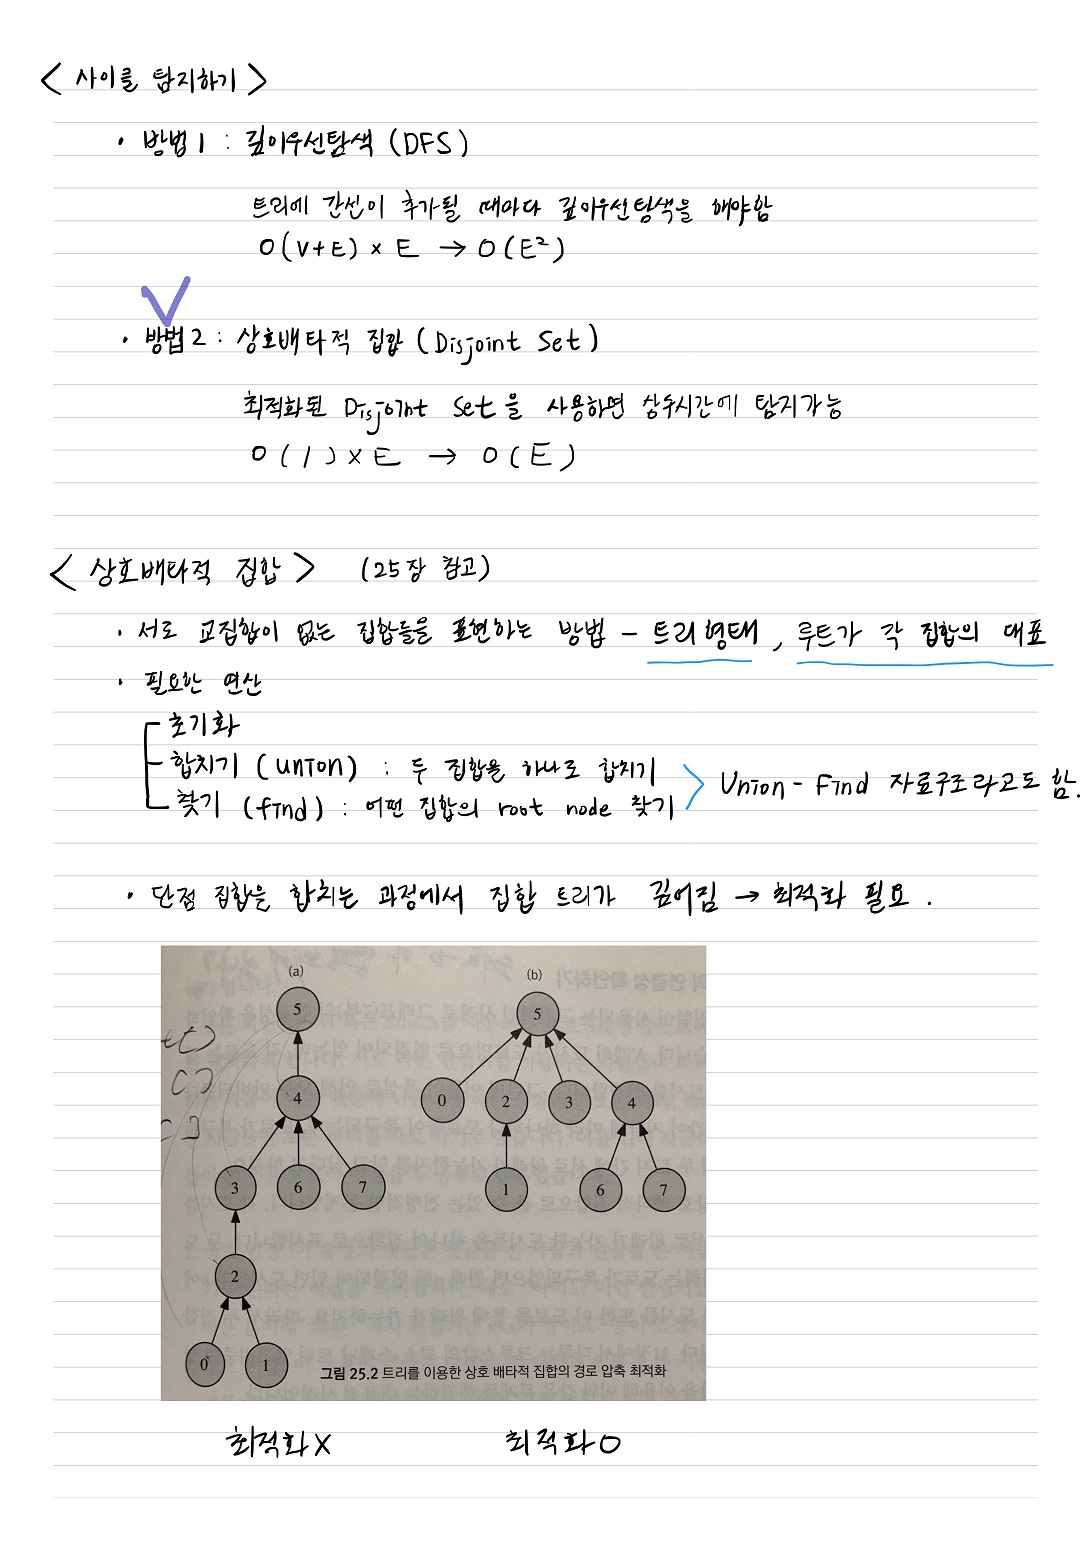 < 사이클 탐지하기 >
· 방법 1 : 깊이우선탐색 (DFS)
트리에 간선이 추가될 때마다 깊이우선탐색을 해야함
O(V+E) × E → O(E²)
· 방법 2 : 상호배타적 집합 (Disjoint Set)
최적화된 Disjoint Set을 사용하면 상수시간에 탐지가능
O(1) × E → O(E)
< 상호배타적 집합 > (25장 참고)
· 서로 교집합이 없는 집합들을 표현하는 방법 - 트리형태, 루트가 각 집합의 대표
· 필요한 연산
초기화
합치기 (union) : 두 집합을 하나로 합치기
찾기 (find) : 어떤 집합의 root node 찾기
Union - Find 자료구조라고도 함.
· 단점 집합을 합치는 과정에서 집합 트리가 깊어짐 → 최적화 필요.
(a) (b)
5 5
4 0 2 3 4
3 6 7 1 6 7
2
0 1
그림 25.2 트리를 이용한 상호 배타적 집합의 경로 압축 최적화
최적화 X 최적화 O